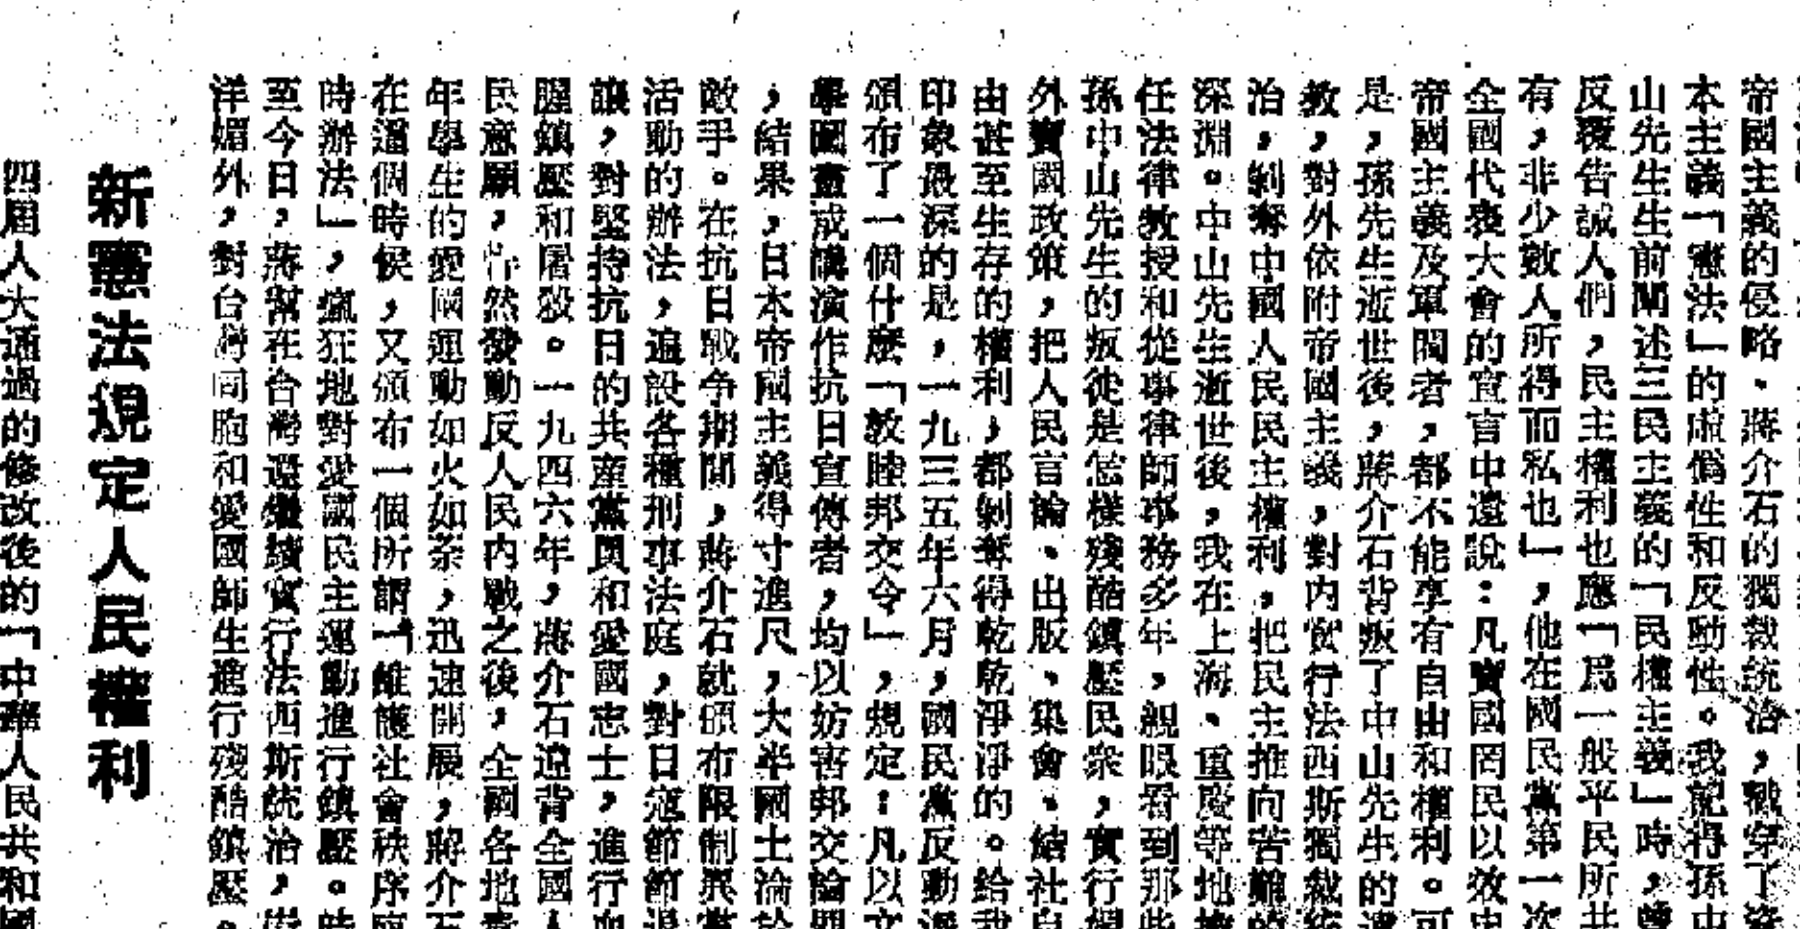 帝國主義的侵略、蔣介石的獨裁統治，戳穿了
本主義「憲法」的虛僞性和反動性。我記得孫中
山先生生前闡述三民主義的「民權主義」時，曾
反覆告誡人們，民主權利也應「爲一般平民所共
有，非少數人所得而私也」，他在國民黨第一次
全國代表大會的宣言中還說：凡賣國罔民以效忠
帝國主義及軍閥者，都不能享有自由和權利。可
是，孫先生逝世後，蔣介石背叛了中山先生的遺
教，對外依附帝國主義，對內實行法西斯獨裁統
治，剝奪中國人民民主權利，把民主推向苦難的
深淵。中山先生逝世後，我在上海、重慶等地擔
任法律教授和從事律師事務多年，親眼看到那些
孫中山先生的叛徒是怎樣殘酷鎮壓民衆，實行媚
外賣國政策，把人民言論、出版、集會、結社自
由甚至生存的權利，都剝奪得乾乾淨淨的。給我
印象最深的是，一九三五年六月，國民黨反動派
頒布了一個什麼「敦睦邦交令」，規定：凡以文
學圖畫或講演作抗日宣傳者，均以妨害邦交論罪
，結果，日本帝國主義得寸進尺，大半國土淪於
敵手。在抗日戰爭期間，蔣介石就頒布限制異黨
活動的辦法，遍設各種刑事法庭，對日寇節節退
讓，對堅持抗日的共產黨員和愛國志士，進行血
腥鎮壓和屠殺。一九四六年，蔣介石違背全國人
民意願，悍然發動反人民內戰之後，全國各地青
年學生的愛國運動如火如荼，迅速開展，蔣介石
在這個時候，又頒布一個所謂「維護社會秩序應
時辦法」，瘋狂地對愛國民主運動進行鎮壓。時
至今日，蔣幫在台灣還繼續實行法西斯統治，崇
洋媚外，對台灣同胞和愛國師生進行殘酷鎮壓。
新憲法規定人民權利
四屆人大通過的修改後的「中華人民共和國